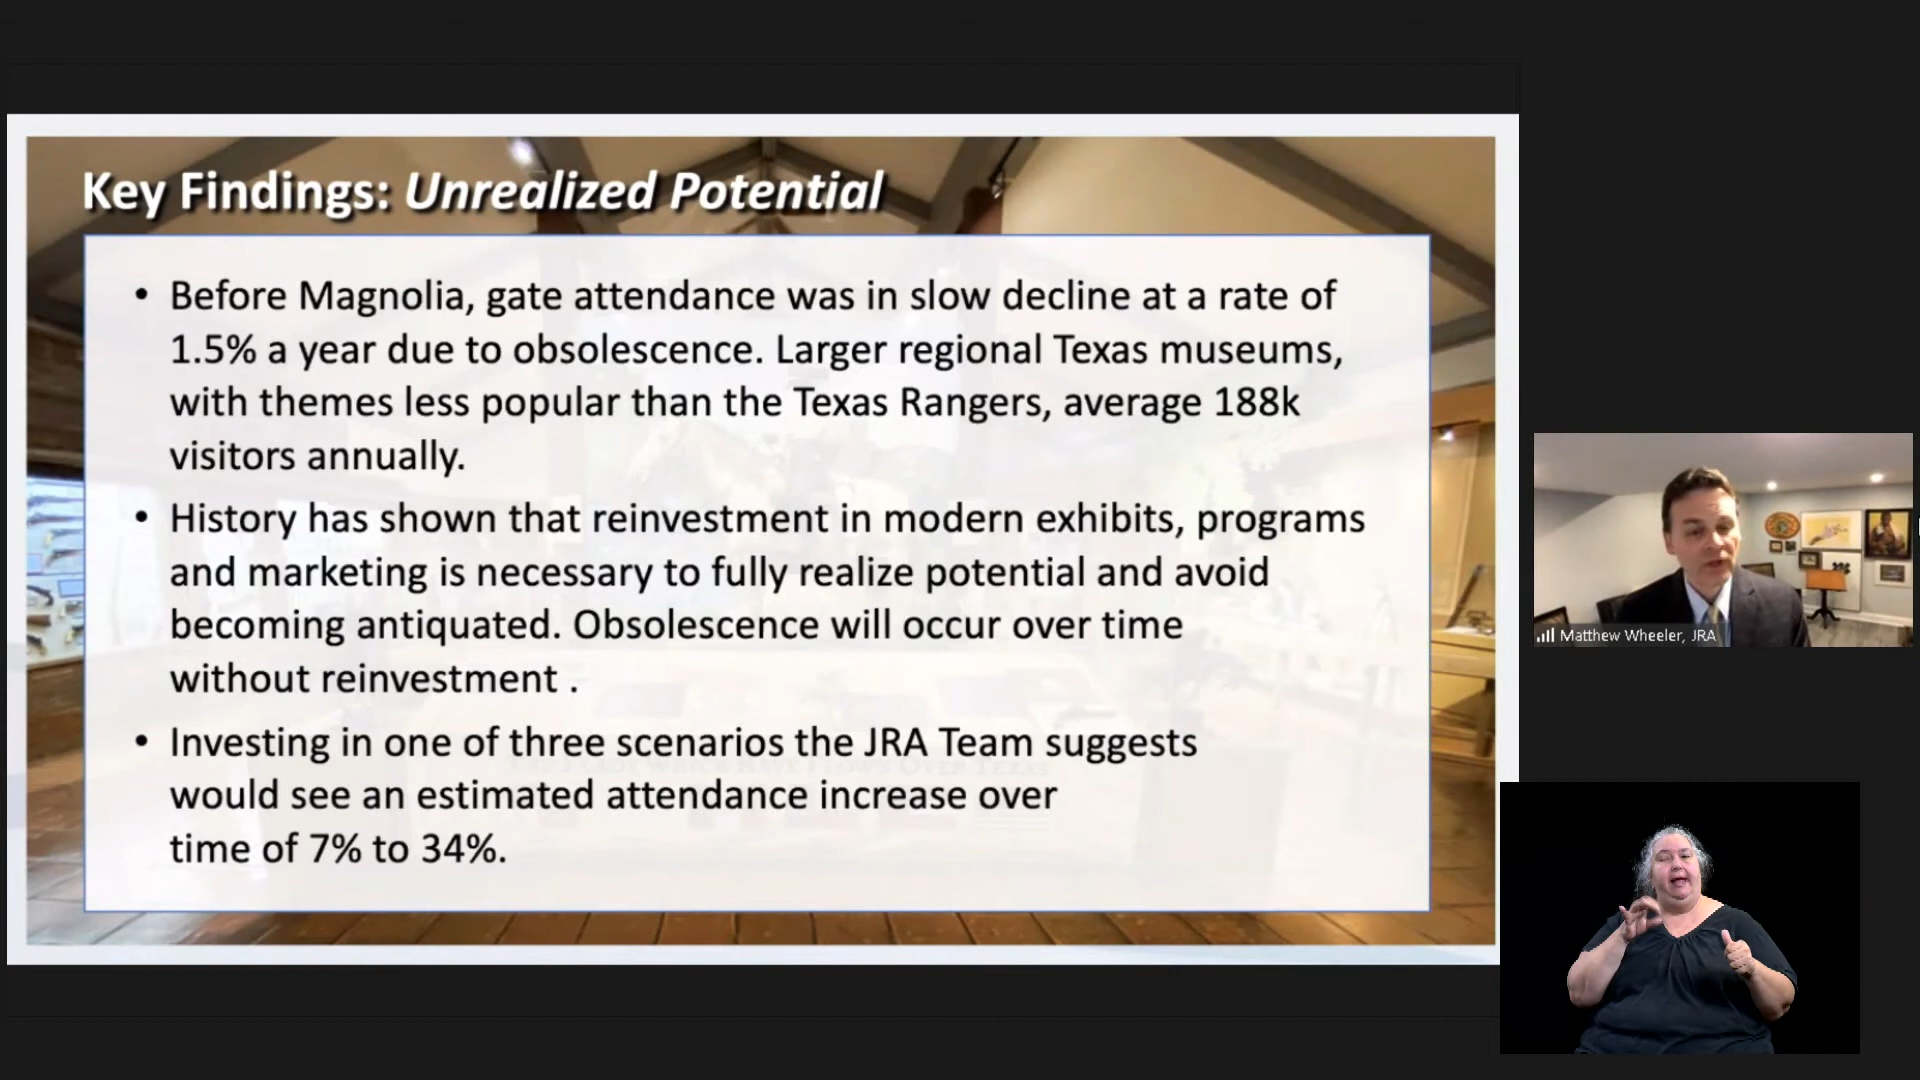 Key Findings: Unrealized Potential
• Before Magnolia, gate attendance was in slow decline at a rate of
1.5% a year due to obsolescence. Larger regional Texas museums,
with themes less popular than the Texas Rangers, average 188k
visitors annually.
• History has shown that reinvestment in modern exhibits, programs
and marketing is necessary to fully realize potential and avoid
becoming antiquated. Obsolescence will occur over time
without reinvestment .
• Investing in one of three scenarios the JRA Team suggests
would see an estimated attendance increase over
time of 7% to 34%.
Matthew Wheeler, JRA